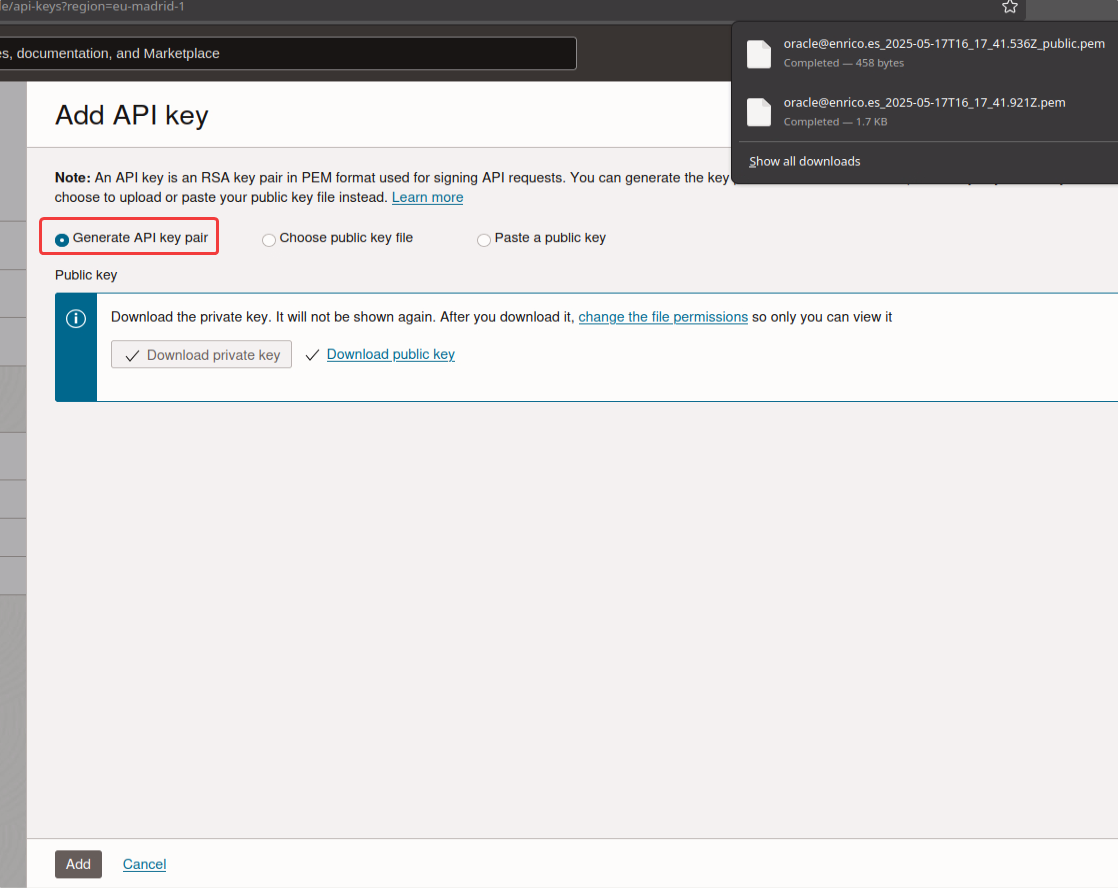 le/api-keys?region=eu-madrid-1
es, documentation, and Marketplace
oracle@enrico.es_2025-05-17T16_17_41.536Z_public.pem
Completed — 458 bytes
oracle@enrico.es_2025-05-17T16_17_41.921Z.pem
Completed — 1.7 KB
Show all downloads
Add API key
Note: An API key is an RSA key pair in PEM format used for signing API requests. You can generate the key
choose to upload or paste your public key file instead. Learn more
Generate API key pair
Choose public key file
Paste a public key
Public key
Download the private key. It will not be shown again. After you download it, change the file permissions so only you can view it
Download private key
Download public key
Add
Cancel